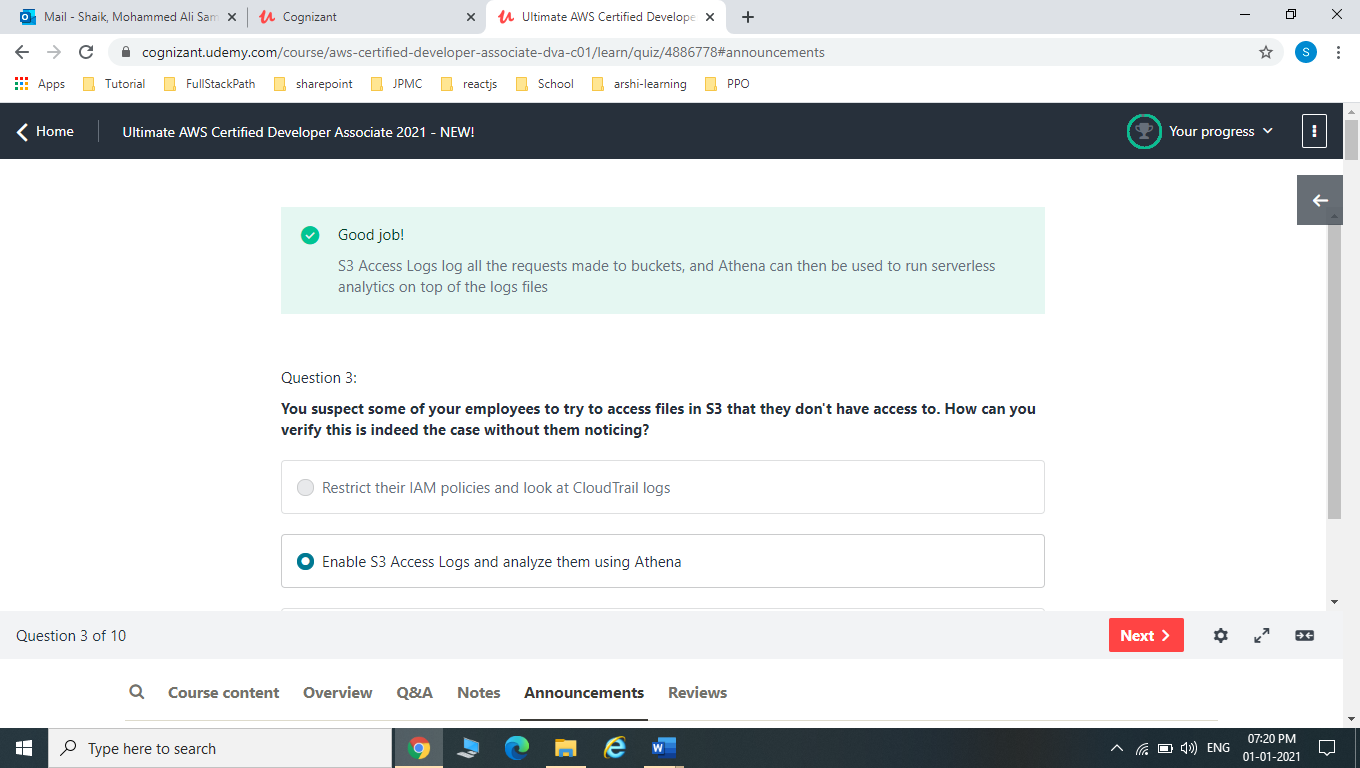 Mail - Shaik, Mohammed Ali Sam
Cognizant
Ultimate AWS Certified Develope
cognizant.udemy.com/course/aws-certified-developer-associate-dva-c01/learn/quiz/4886778#announcements
S
Apps Tutorial FullStackPath sharepoint JPMC reactjs School arshi-learning PPO
Home Ultimate AWS Certified Developer Associate 2021 - NEW! Your progress
Good job!
S3 Access Logs log all the requests made to buckets, and Athena can then be used to run serverless
analytics on top of the logs files
Question 3:
You suspect some of your employees to try to access files in S3 that they don't have access to. How can you
verify this is indeed the case without them noticing?
Restrict their IAM policies and look at CloudTrail logs
Enable S3 Access Logs and analyze them using Athena
Question 3 of 10 Next
Course content Overview Q&A Notes Announcements Reviews
Type here to search
ENG
07:20 PM
01-01-2021